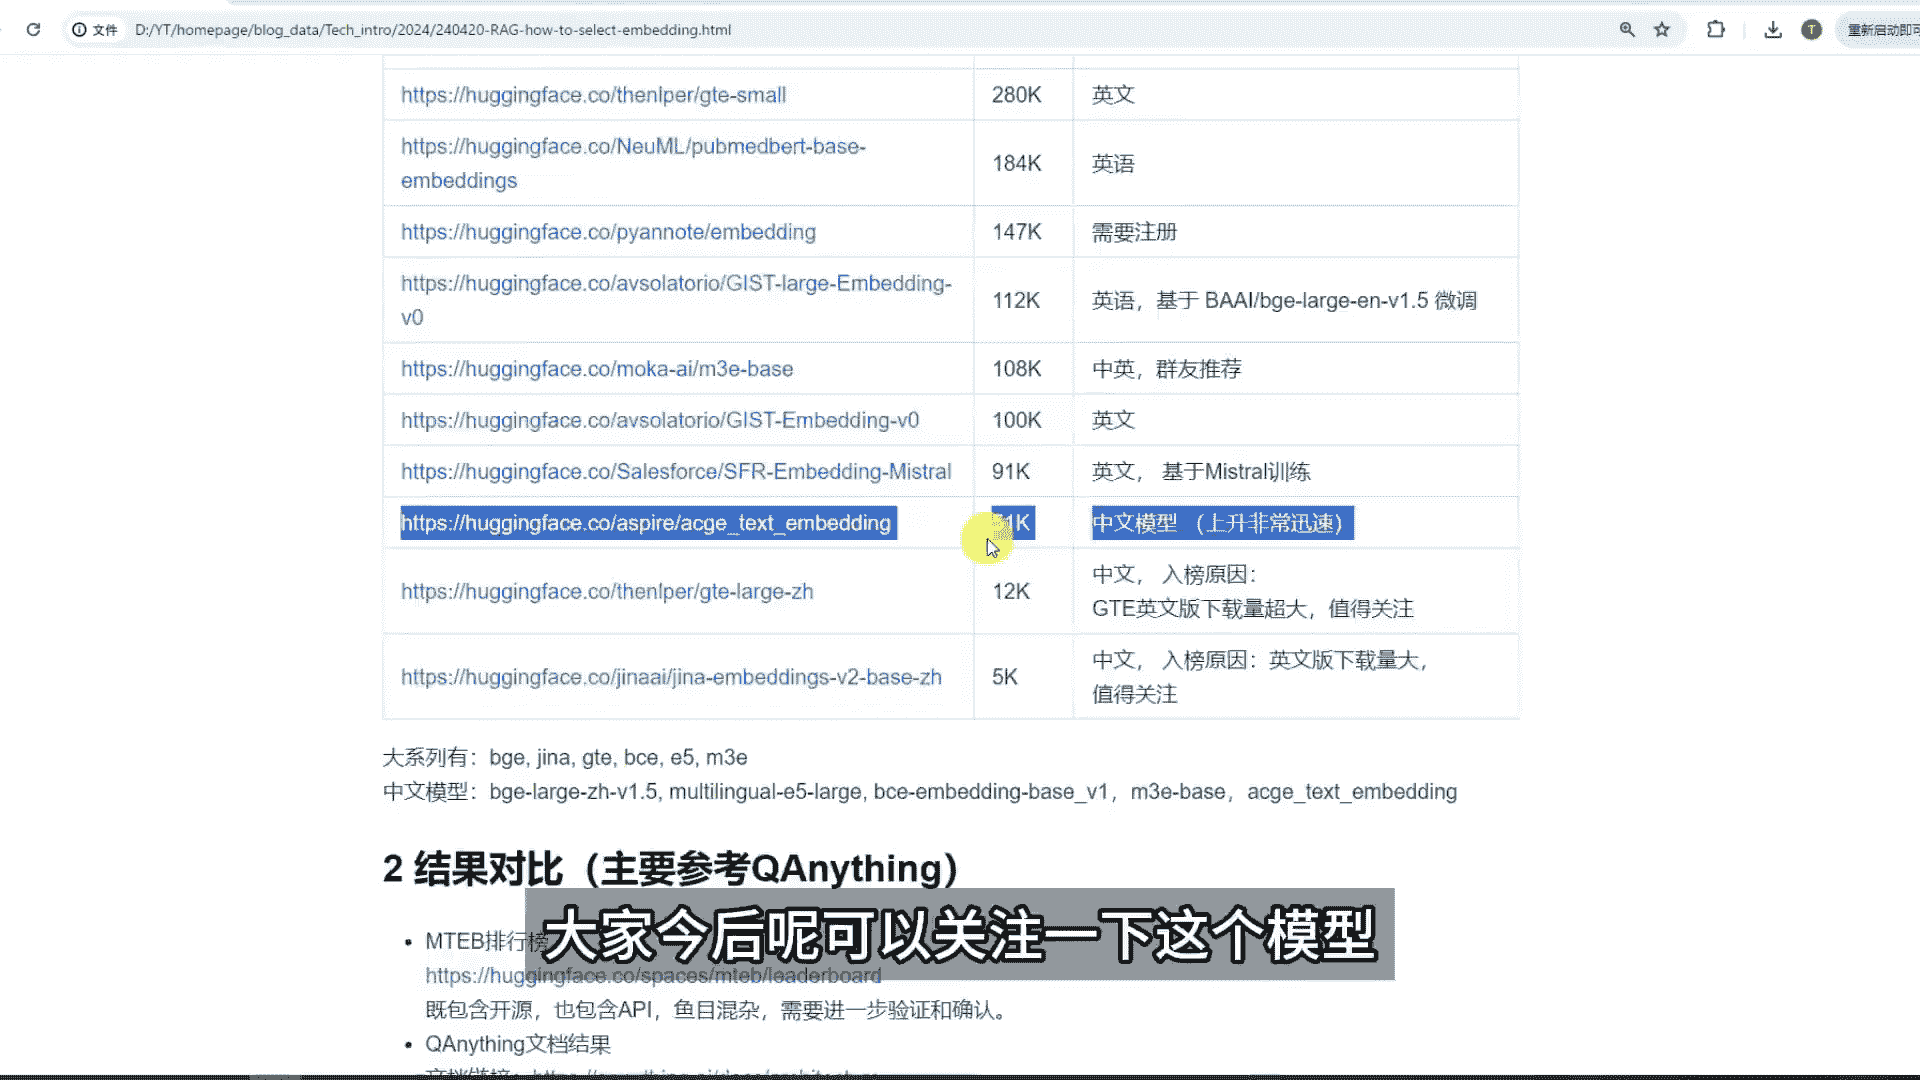 文件 D:/YT/homepage/blog_data/Tech_intro/2024/240420-RAG-how-to-select-embedding.html T 重新启动即可
https://huggingface.co/thenlper/gte-small 280K 英文
https://huggingface.co/NeuML/pubmedbert-base-
embeddings 184K 英语
https://huggingface.co/pyannote/embedding 147K 需要注册
https://huggingface.co/avsolatorio/GIST-large-Embedding-
v0 112K 英语，基于 BAAI/bge-large-en-v1.5 微调
https://huggingface.co/moka-ai/m3e-base 108K 中英，群友推荐
https://huggingface.co/avsolatorio/GIST-Embedding-v0 100K 英文
https://huggingface.co/Salesforce/SFR-Embedding-Mistral 91K 英文， 基于Mistral训练
https://huggingface.co/aspire/acge_text_embedding 中文模型 （上升非常迅速）
https://huggingface.co/thenlper/gte-large-zh 12K 中文， 入榜原因：
GTE英文版下载量超大，值得关注
https://huggingface.co/jinaai/jina-embeddings-v2-base-zh 5K 中文， 入榜原因：英文版下载量大，
值得关注
大系列有：bge, jina, gte, bce, e5, m3e
中文模型：bge-large-zh-v1.5, multilingual-e5-large, bce-embedding-base_v1，m3e-base，acge_text_embedding
2 结果对比（主要参考QAnything）
MTEB排行榜
大家今后呢可以关注一下这个模型
https://huggingface.co/spaces/mteb/leaderboard
既包含开源，也包含API，鱼目混杂，需要进一步验证和确认。
QAnything文档结果